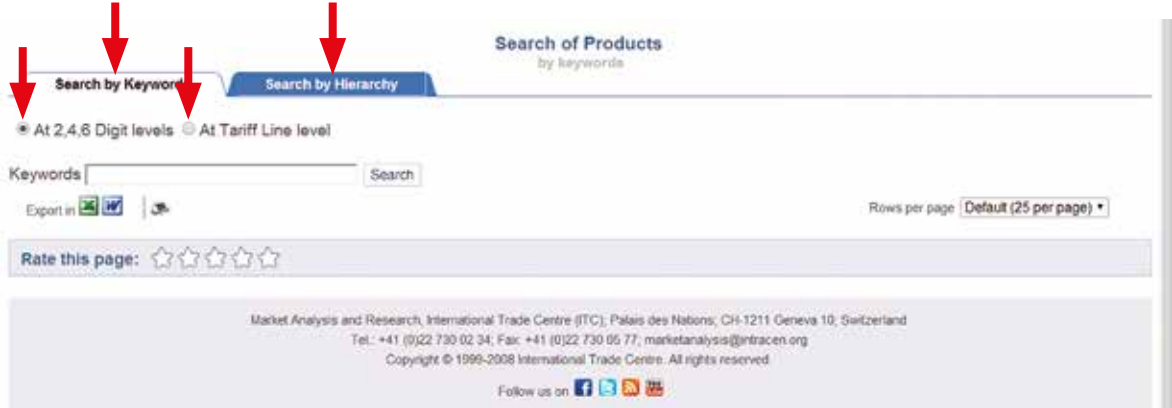 Search of Products
by keywords
Search by Keyword Search by Hierarchy
At 2,4,6 Digit levels At Tariff Line level
Keywords Search
Export in Rows per page Default (25 per page)
Rate this page:
Market Analysis and Research, International Trade Centre (ITC); Palais des Nations; CH-1211 Geneva 10; Switzerland
Tel.: +41 (0)22 730 02 34; Fax: +41 (0)22 730 05 77; marketanalysis@intracen.org
Copyright © 1999-2008 International Trade Centre. All rights reserved.
Follow us on